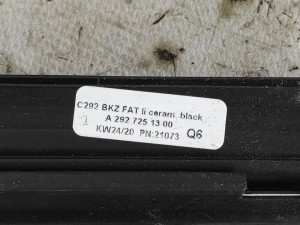 C292 BKZ FAT li ceram. black
A 292 725 13 00
KW24/20 PN:21073 Q6